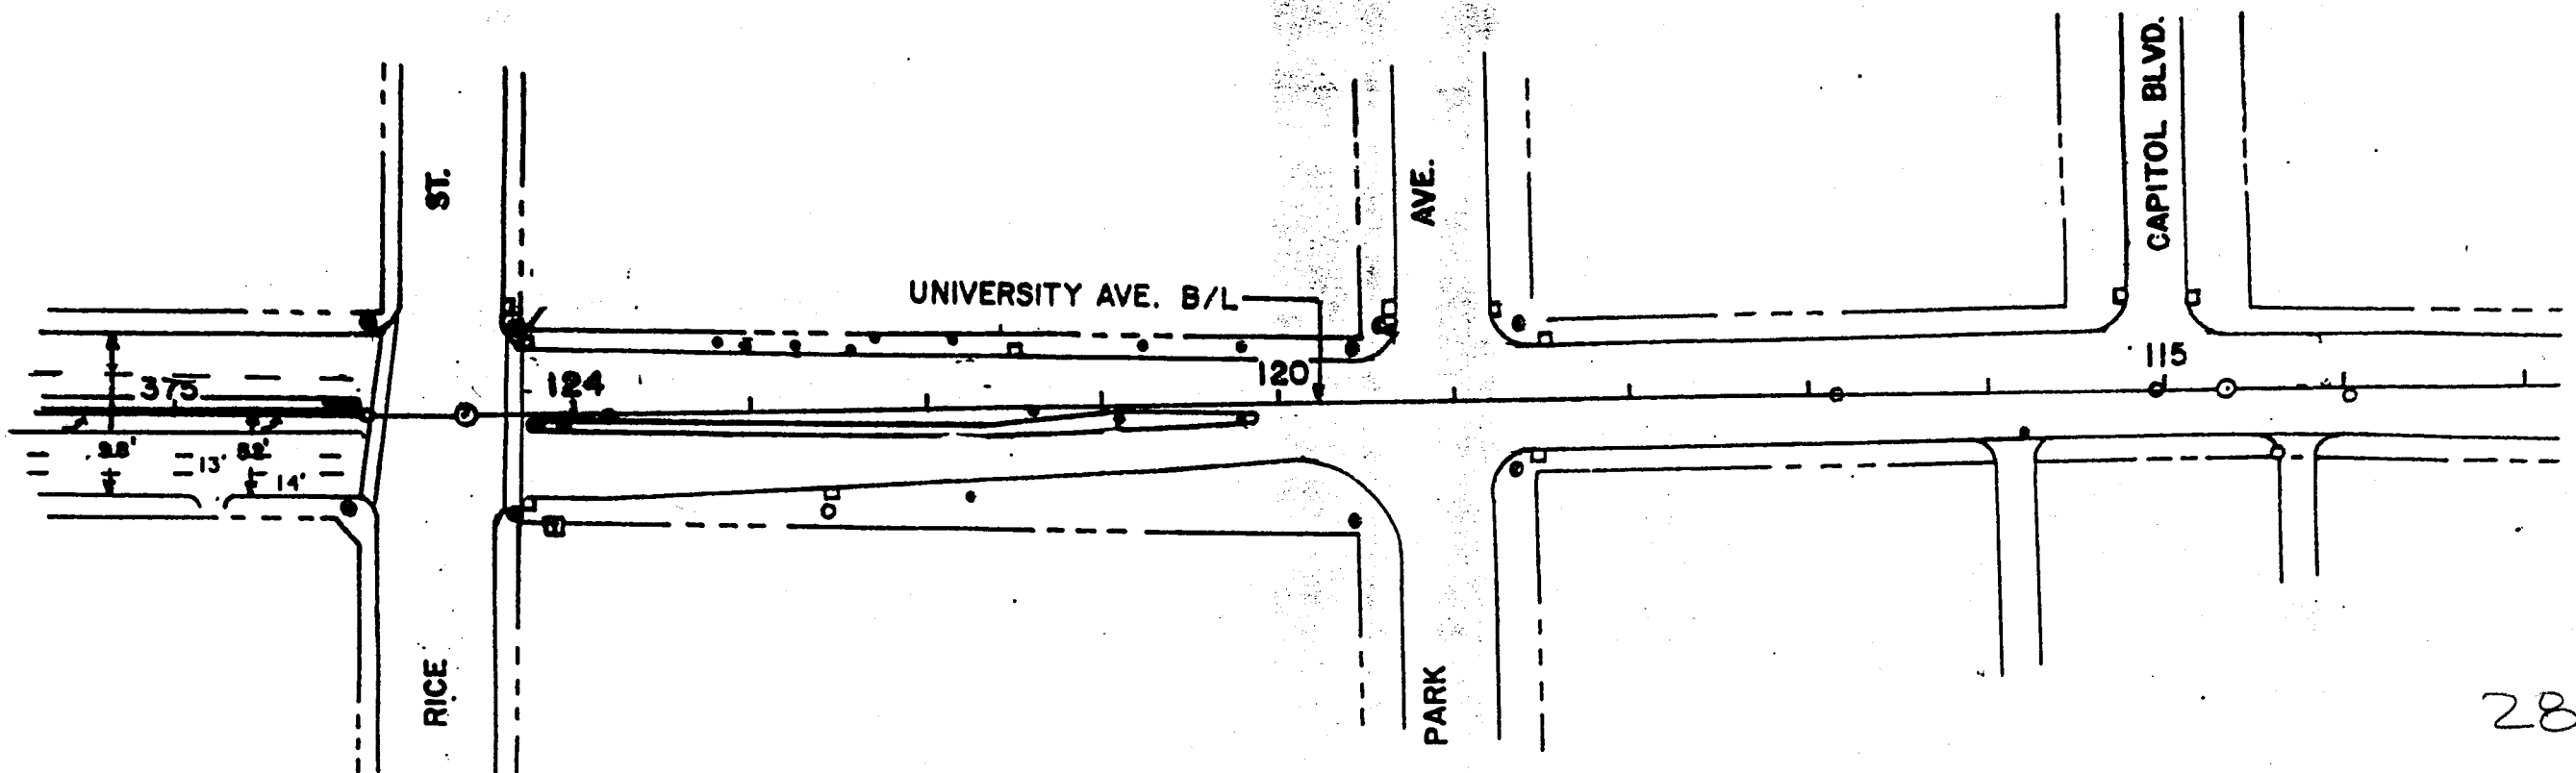 CAPITOL BLVD.
ST.
AVE.
UNIVERSITY AVE. B/L
115
120
124
375
13'
14'
RICE
PARK
28